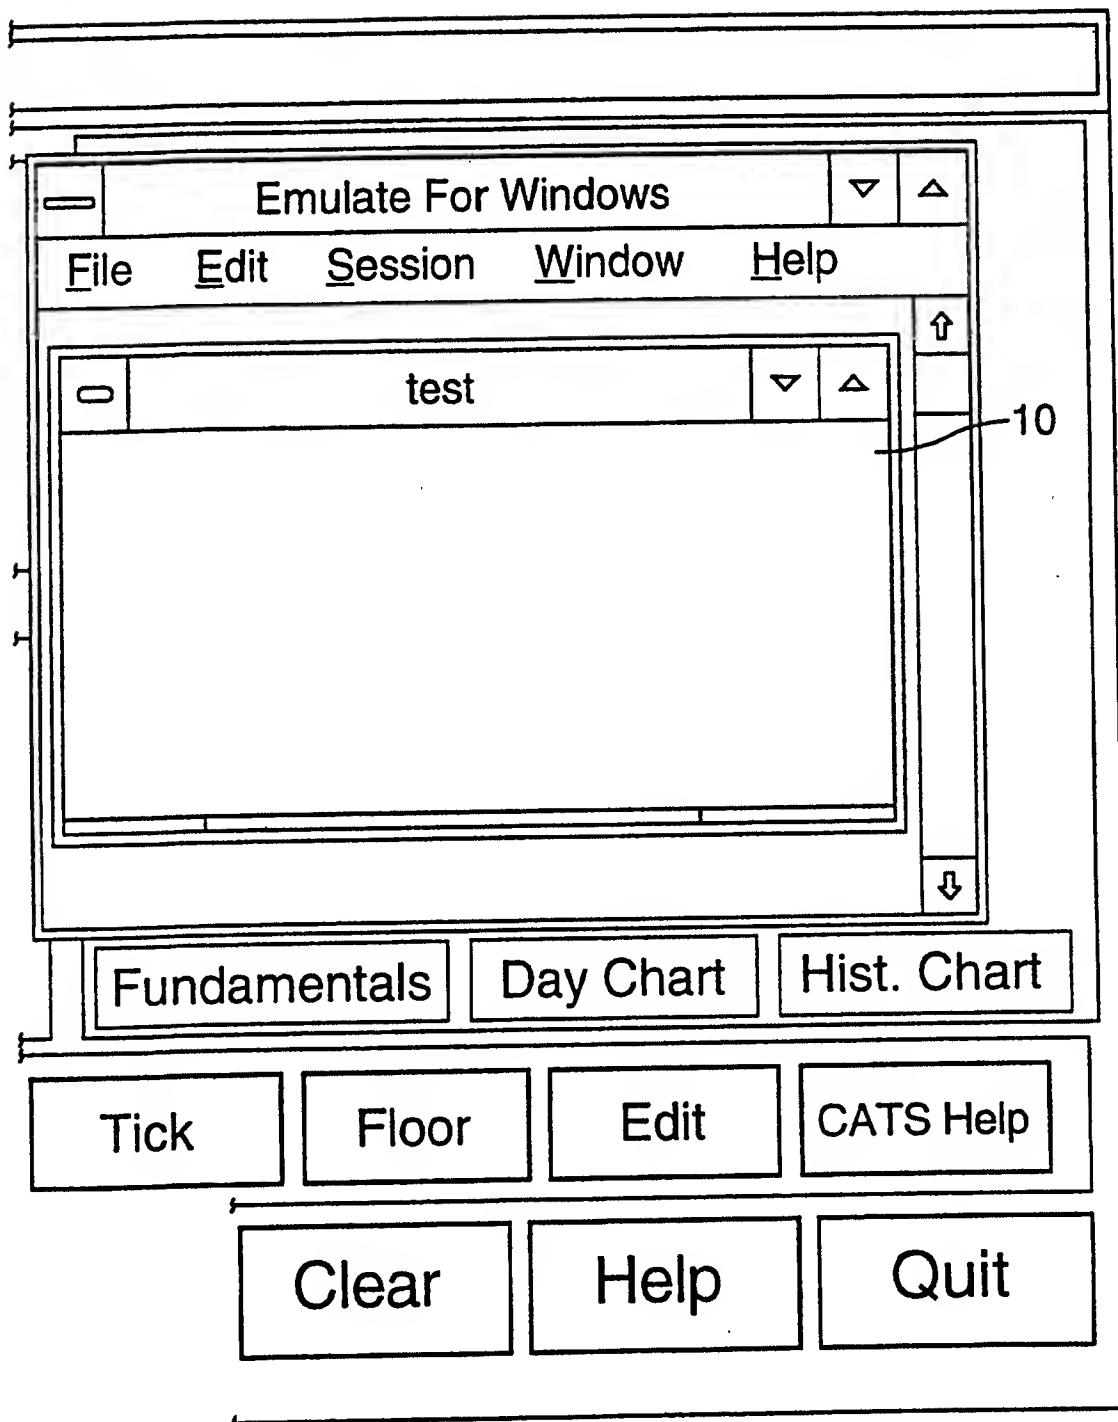 Emulate For Windows
File Edit Session Window Help
test
10
Fundamentals Day Chart Hist. Chart
Tick Floor Edit CATS Help
Clear Help Quit